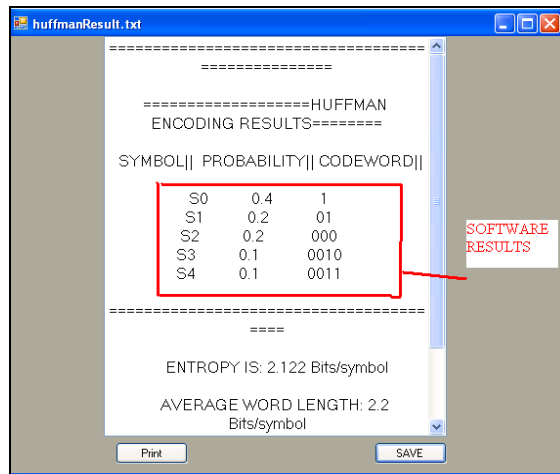 huffmanResult.txt
=====================================
===============
===================HUFFMAN
ENCODING RESULTS========
SYMBOL|| PROBABILITY|| CODEWORD||
S0 0.4 1
S1 0.2 01
S2 0.2 000
S3 0.1 0010
S4 0.1 0011
SOFTWARE
RESULTS
=====================================
====
ENTROPY IS: 2.122 Bits/symbol
AVERAGE WORD LENGTH: 2.2
Bits/symbol
Print
SAVE